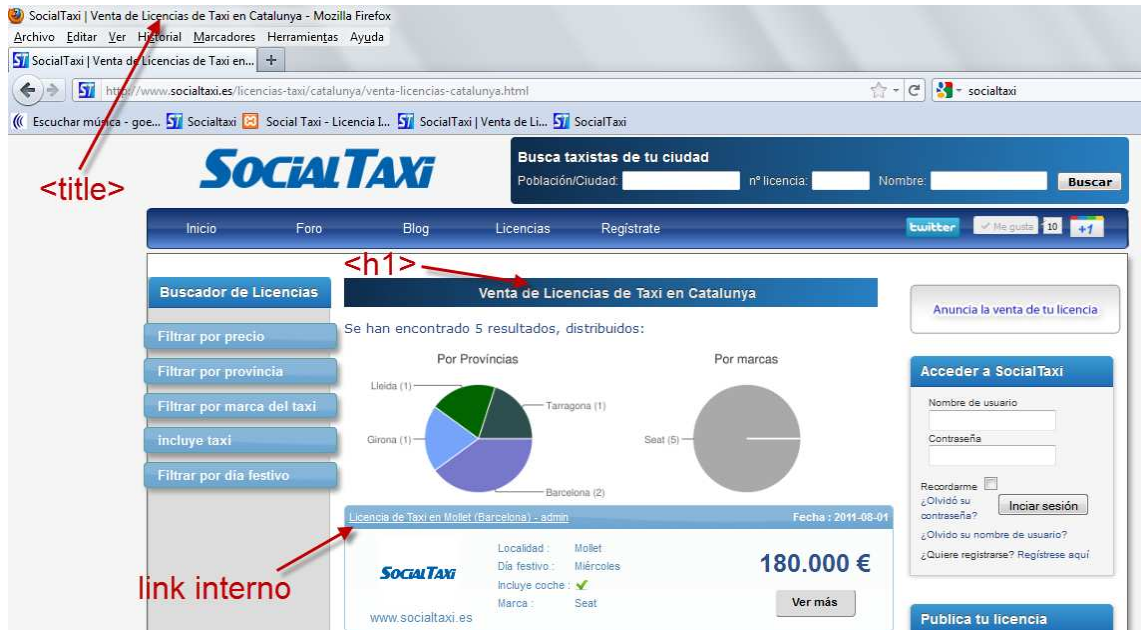 SocialTaxi | Venta de Licencias de Taxi en Catalunya - Mozilla Firefox
Archivo Editar Ver Historial Marcadores Herramientas Ayuda
SocialTaxi | Venta de Licencias de Taxi en... +
http://www.socialtaxi.es/licencias-taxi/catalunya/venta-licencias-catalunya.html socialtaxi
Escuchar música - goe... Socialtaxi Social Taxi - Licencia I... SocialTaxi | Venta de Li... SocialTaxi
<title>
SOCIAL TAXI
Busca taxistas de tu ciudad
Población/Ciudad: nº licencia: Nombre: Buscar
Inicio Foro Blog Licencias Regístrate twitter Me gusta 10 +1
<h1>
Buscador de Licencias
Venta de Licencias de Taxi en Catalunya
Anuncia la venta de tu licencia
Se han encontrado 5 resultados, distribuidos:
Filtrar por precio
Filtrar por provincia
Filtrar por marca del taxi
incluye taxi
Filtrar por día festivo
Por Províncias
Lleida (1)
Tarragona (1)
Girona (1)
Barcelona (2)
Por marcas
Seat (5)
Acceder a SocialTaxi
Nombre de usuario
Contraseña
Recordarme
¿Olvidó su contraseña?
Inciar sesión
¿Olvido su nombre de usuario?
¿Quiere registrarse? Regístrese aquí
Licencia de Taxi en Mollet (Barcelona) - admin Fecha : 2011-08-01
link interno
SOCIAL TAXI
www.socialtaxi.es
Localidad : Mollet
Día festivo : Miércoles
Incluye coche :
Marca : Seat
180.000 €
Ver más
Publica tu licencia